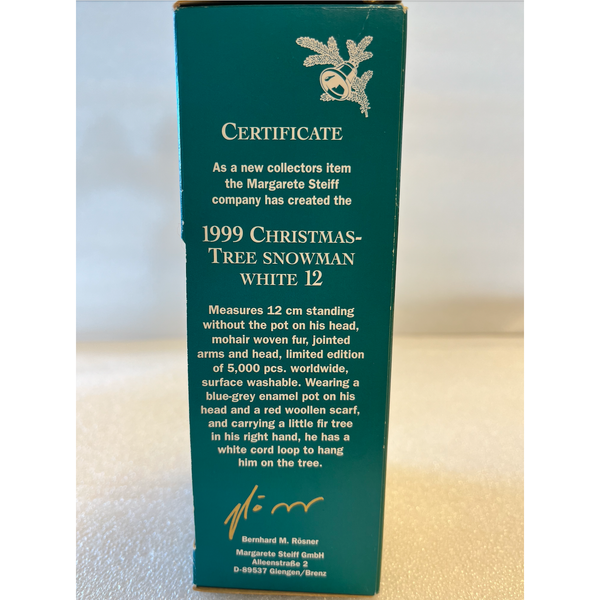 CERTIFICATE
As a new collectors item
the Margarete Steiff
company has created the
1999 CHRISTMAS-
TREE SNOWMAN
WHITE 12
Measures 12 cm standing
without the pot on his head,
mohair woven fur, jointed
arms and head, limited edition
of 5,000 pcs. worldwide,
surface washable. Wearing a
blue-grey enamel pot on his
head and a red woollen scarf,
and carrying a little fir tree
in his right hand, he has a
white cord loop to hang
him on the tree.
Bernhard M. Rösner
Margarete Steiff GmbH
Alleenstraße 2
D-89537 Giengen/Brenz